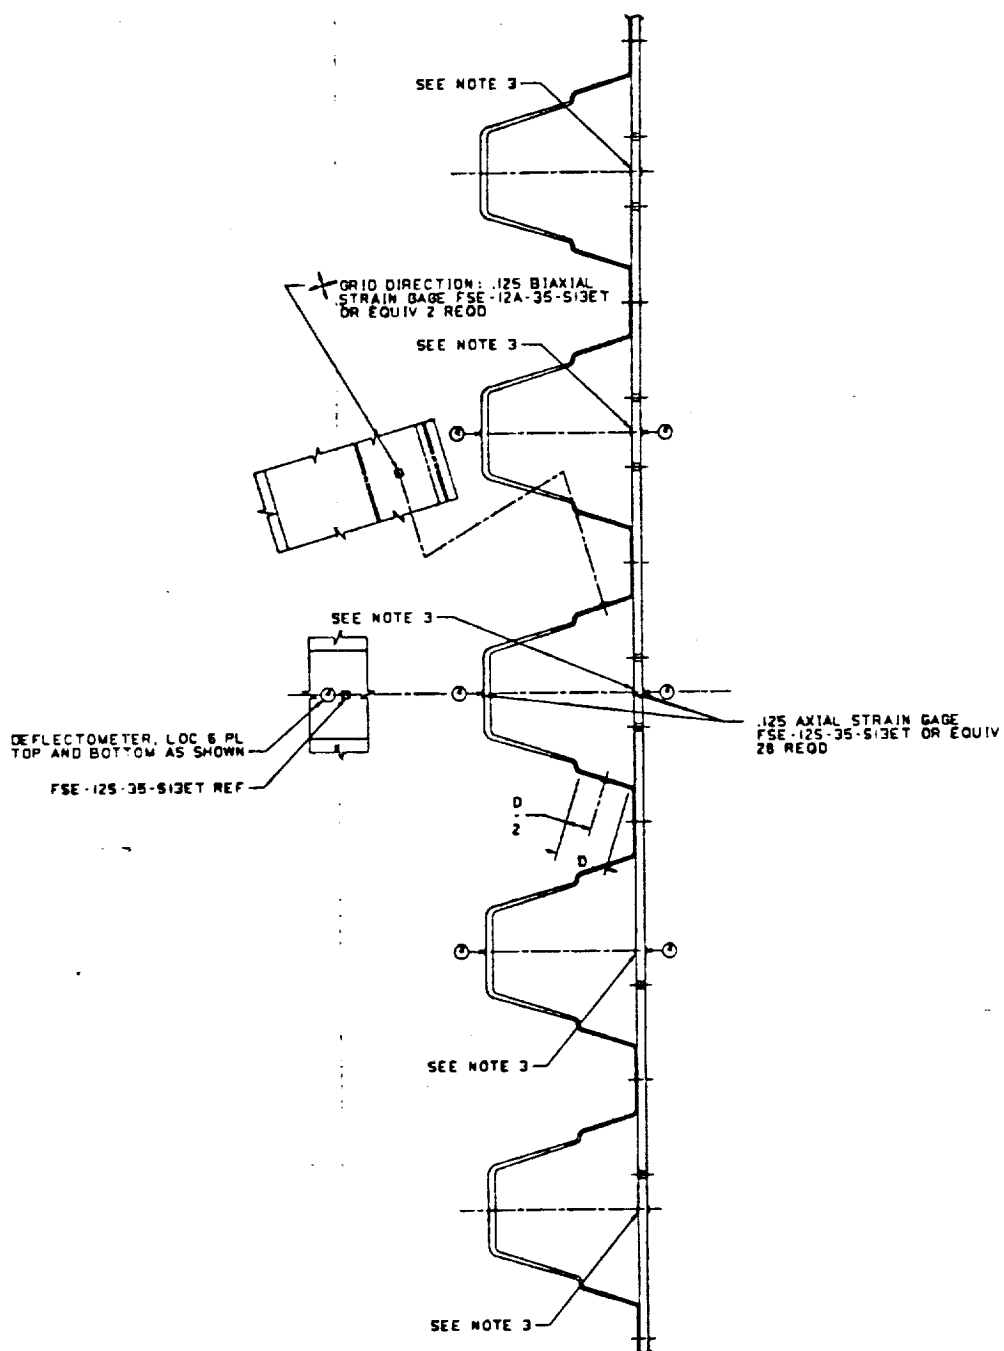 SEE NOTE 3
GRID DIRECTION: .125 BIAXIAL
STRAIN GAGE FSE-12A-35-S13ET
OR EQUIV 2 REQD
SEE NOTE 3
SEE NOTE 3
.125 AXIAL STRAIN GAGE
FSE-12S-35-S13ET OR EQUIV
28 REQD
DEFLECTOMETER, LOC 6 PL
TOP AND BOTTOM AS SHOWN
FSE-12S-35-S13ET REF
D
2
D
SEE NOTE 3
SEE NOTE 3